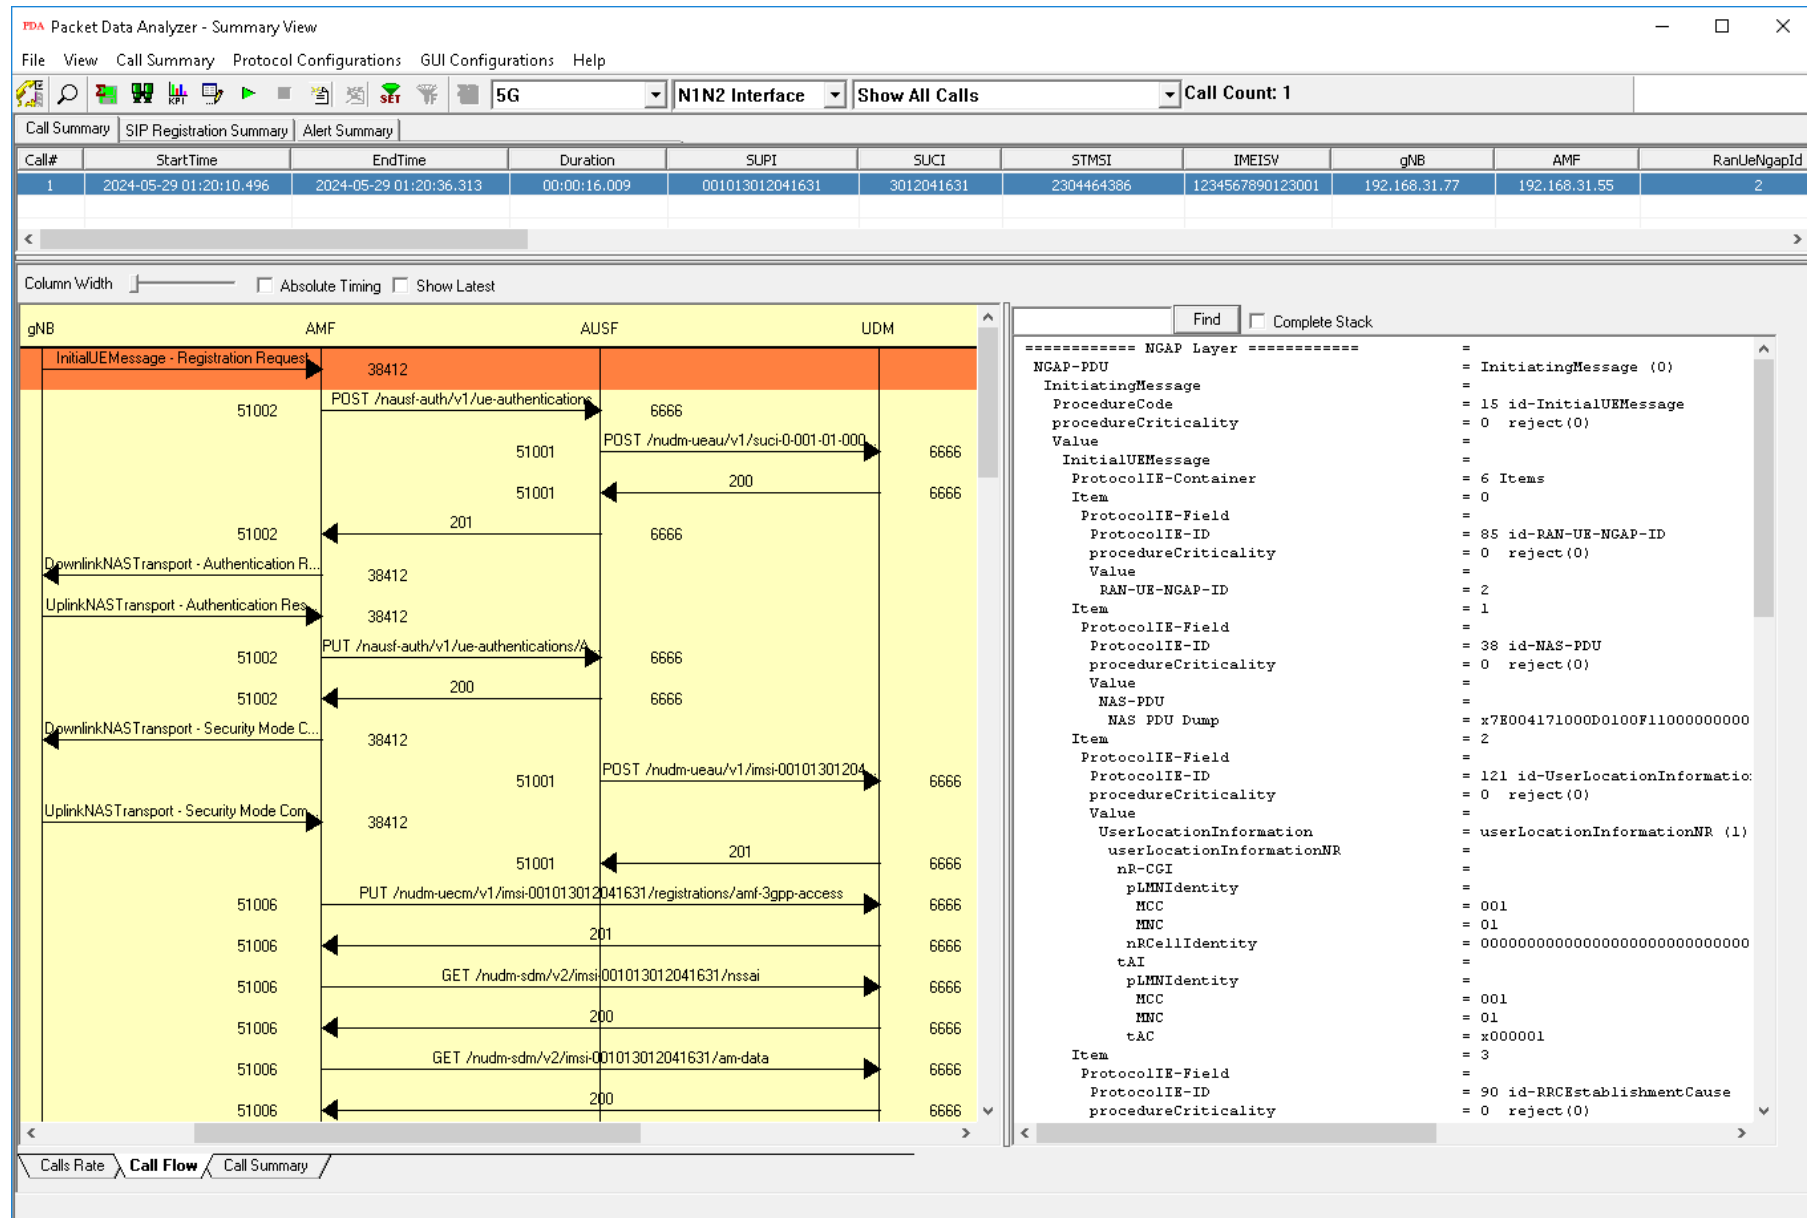 PDA Packet Data Analyzer - Summary View
File View Call Summary Protocol Configurations GUI Configurations Help
KPI SET 5G N1N2 Interface Show All Calls Call Count: 1
Call Summary SIP Registration Summary Alert Summary
Call# StartTime EndTime Duration SUPI SUCI STMSI IMEISV gNB AMF RanUeNgapId
1 2024-05-29 01:20:10.496 2024-05-29 01:20:36.313 00:00:16.009 001013012041631 3012041631 2304464386 1234567890123001 192.168.31.77 192.168.31.55 2
Column Width Absolute Timing Show Latest
gNB AMF AUSF UDM
InitialUEMessage - Registration Request
38412
POST /nausf-auth/v1/ue-authentications
51002 6666
POST /nudm-ueau/v1/suci-0-001-01-000...
51001 6666
200
51001 6666
201
51002 6666
DownlinkNASTransport - Authentication R...
38412
UplinkNASTransport - Authentication Res...
38412
PUT /nausf-auth/v1/ue-authentications/A...
51002 6666
200
51002 6666
DownlinkNASTransport - Security Mode C...
38412
POST /nudm-ueau/v1/imsi-00101301204...
51001 6666
UplinkNASTransport - Security Mode Com...
38412
201
51001 6666
PUT /nudm-uecm/v1/imsi-001013012041631/registrations/amf-3gpp-access
51006 6666
201
51006 6666
GET /nudm-sdm/v2/imsi-001013012041631/nssai
51006 6666
200
51006 6666
GET /nudm-sdm/v2/imsi-001013012041631/am-data
51006 6666
200
51006 6666
Find Complete Stack
============ NGAP Layer ============ =
NGAP-PDU = InitiatingMessage (0)
InitiatingMessage =
ProcedureCode = 15 id-InitialUEMessage
procedureCriticality = 0 reject(0)
Value =
InitialUEMessage =
ProtocolIE-Container = 6 Items
Item = 0
ProtocolIE-Field =
ProtocolIE-ID = 85 id-RAN-UE-NGAP-ID
procedureCriticality = 0 reject(0)
Value =
RAN-UE-NGAP-ID = 2
Item = 1
ProtocolIE-Field =
ProtocolIE-ID = 38 id-NAS-PDU
procedureCriticality = 0 reject(0)
Value =
NAS-PDU =
NAS PDU Dump = x7E004171000D0100F11000000000
Item = 2
ProtocolIE-Field =
ProtocolIE-ID = 121 id-UserLocationInformatio
procedureCriticality = 0 reject(0)
Value =
UserLocationInformation = userLocationInformationNR (1)
userLocationInformationNR =
nR-CGI =
pLMNIdentity =
MCC = 001
MNC = 01
nRCellIdentity = 00000000000000000000000000000
tAI =
pLMNIdentity =
MCC = 001
MNC = 01
tAC = x000001
Item = 3
ProtocolIE-Field =
ProtocolIE-ID = 90 id-RRCEstablishmentCause
procedureCriticality = 0 reject(0)
Calls Rate Call Flow Call Summary